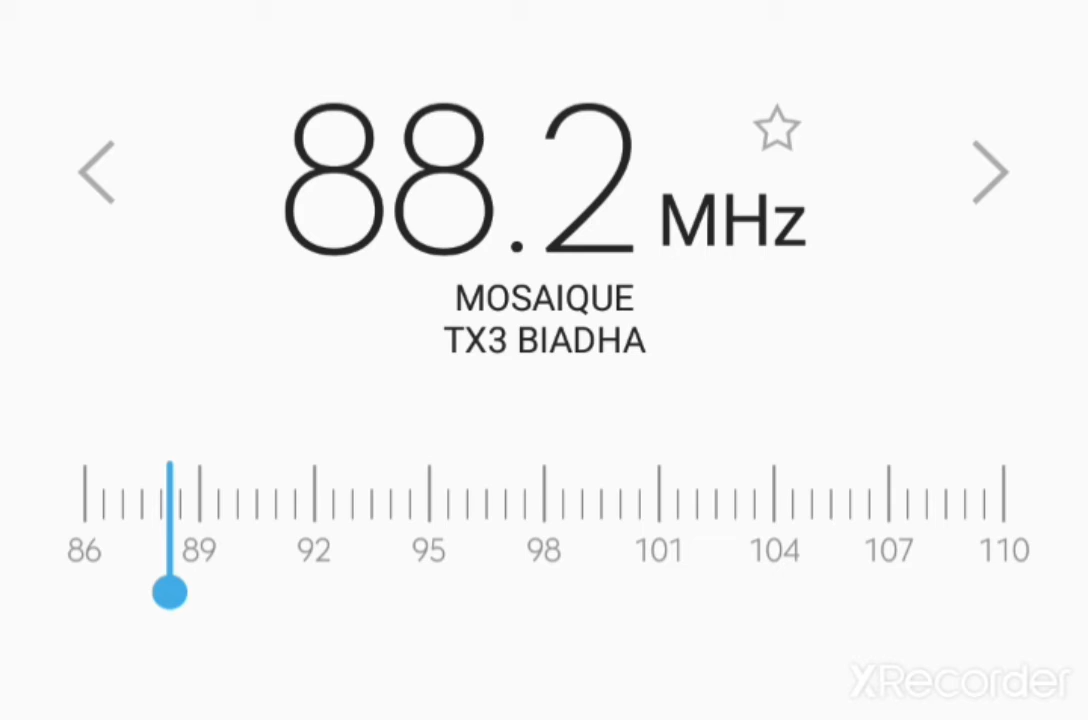 88.2 MHz
MOSAIQUE
TX3 BIADHA
86 89 92 95 98 101 104 107 110
XRecorder